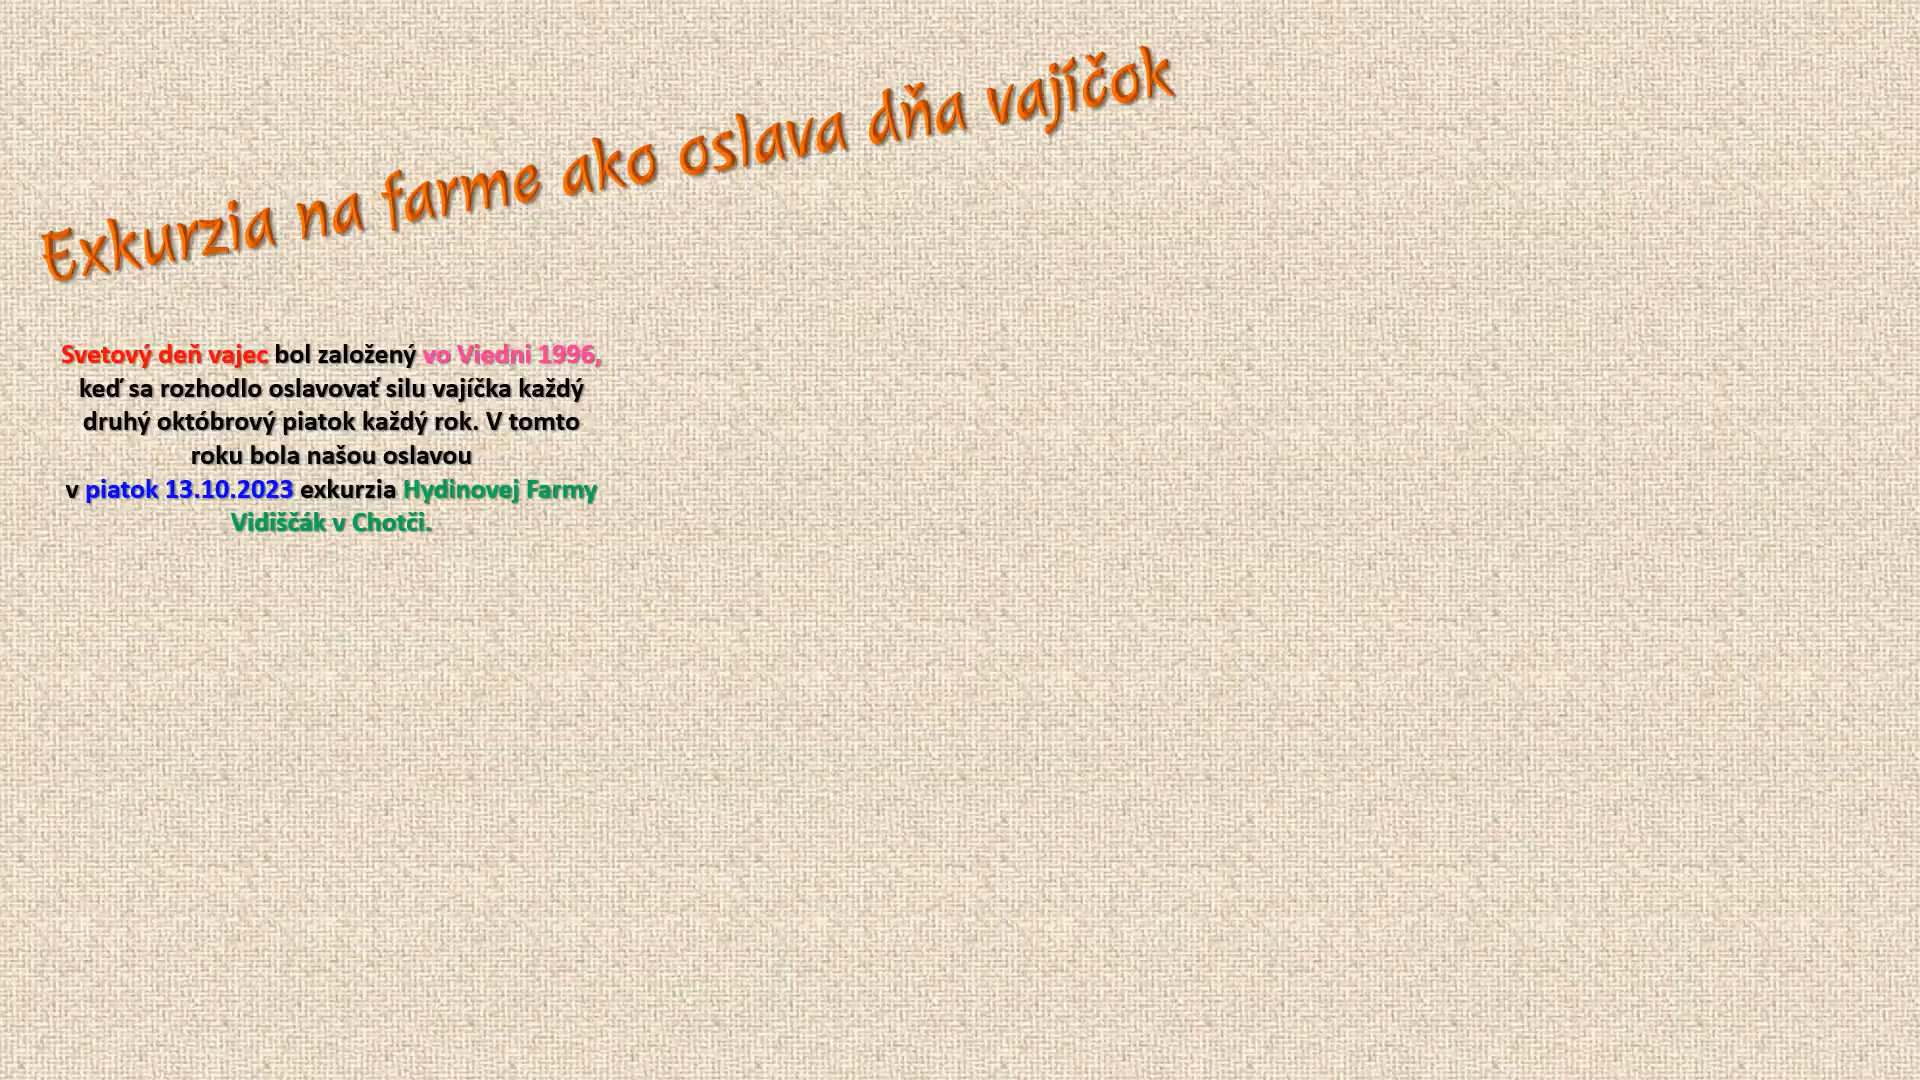 Exkurzia na farme ako oslava dňa vajíčok
Svetový deň vajec bol založený vo Viedni 1996,
keď sa rozhodlo oslavovať silu vajíčka každý
druhý októbrový piatok každý rok. V tomto
roku bola našou oslavou
v piatok 13.10.2023 exkurzia Hydinovej Farmy
Vidiščák v Chotči.